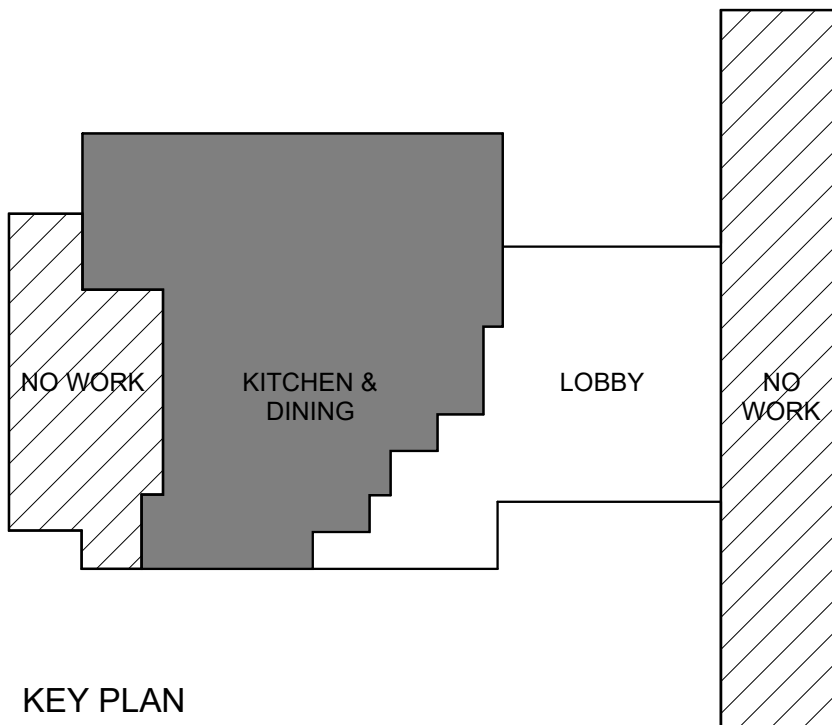 NO WORK
KITCHEN &
DINING
LOBBY
NO
WORK
KEY PLAN